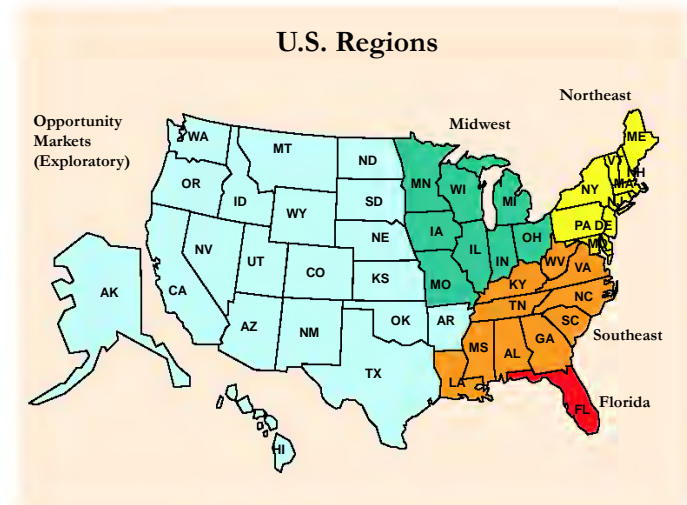 U.S. Regions
Northeast
Opportunity
Markets
(Exploratory)
Midwest
WA
MT
ND
ME
VT
NH
OR
ID
MN
WI
MI
NY
MA
SD
WY
NJ
PA DE
NV
NE
IA
IL
IN
OH
MD
UT
CO
KS
MO
WV
VA
KY
AK
CA
TN
NC
AZ
NM
OK
AR
SC
Southeast
MS
AL
GA
TX
LA
Florida
FL
HI